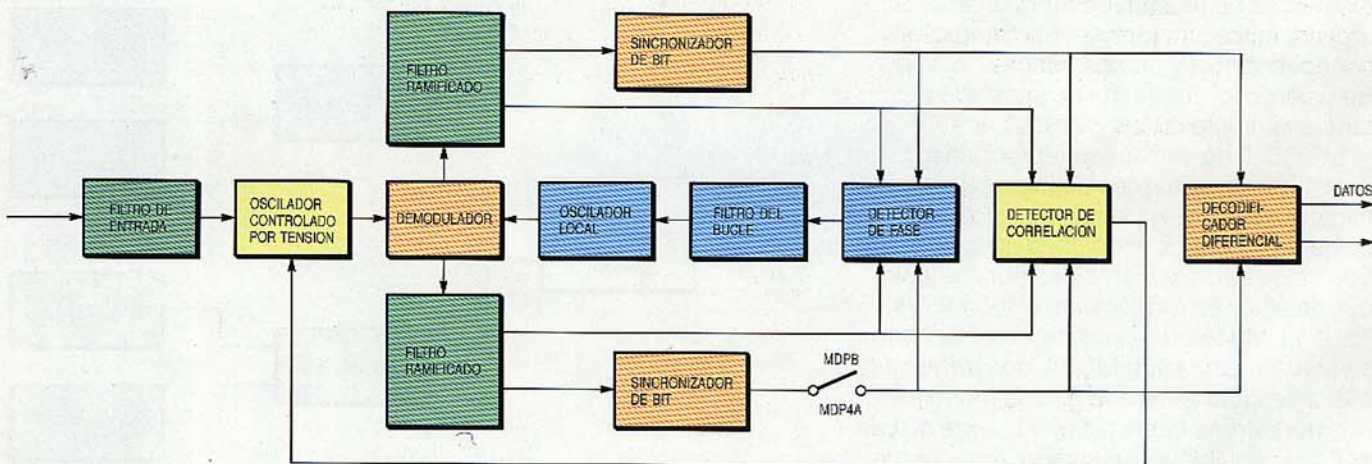 FILTRO
RAMIFICADO
SINCRONIZADOR
DE BIT
FILTRO DE
ENTRADA
OSCILADOR
CONTROLADO
POR TENSION
DEMODULADOR
OSCILADOR
LOCAL
FILTRO DEL
BUCLE
DETECTOR
DE FASE
DETECTOR DE
CORRELACION
DECODIFI-
CADOR
DIFERENCIAL
DATOS
FILTRO
RAMIFICADO
SINCRONIZADOR
DE BIT
MDPB
MDP4A